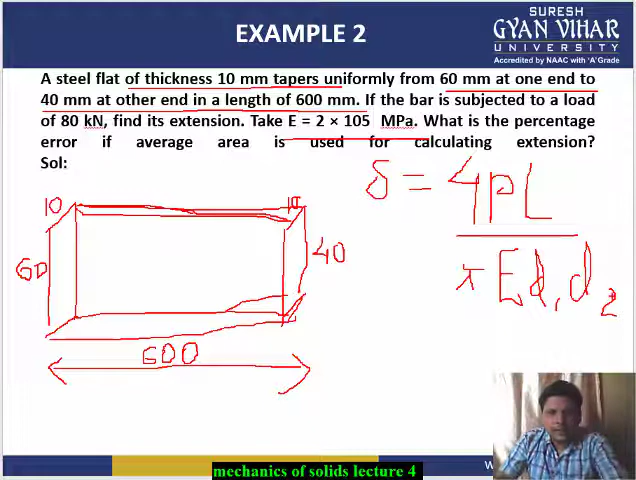 SURESH
GYAN VIHAR
UNIVERSITY
Accredited by NAAC with 'A' Grade
EXAMPLE 2
A steel flat of thickness 10 mm tapers uniformly from 60 mm at one end to
40 mm at other end in a length of 600 mm. If the bar is subjected to a load
of 80 kN, find its extension. Take E = 2 × 105 MPa. What is the percentage
error if average area is used for calculating extension?
Sol:
δ = 4PL
π E d1 d2
10
10
60
40
600
W
mechanics of solids lecture 4